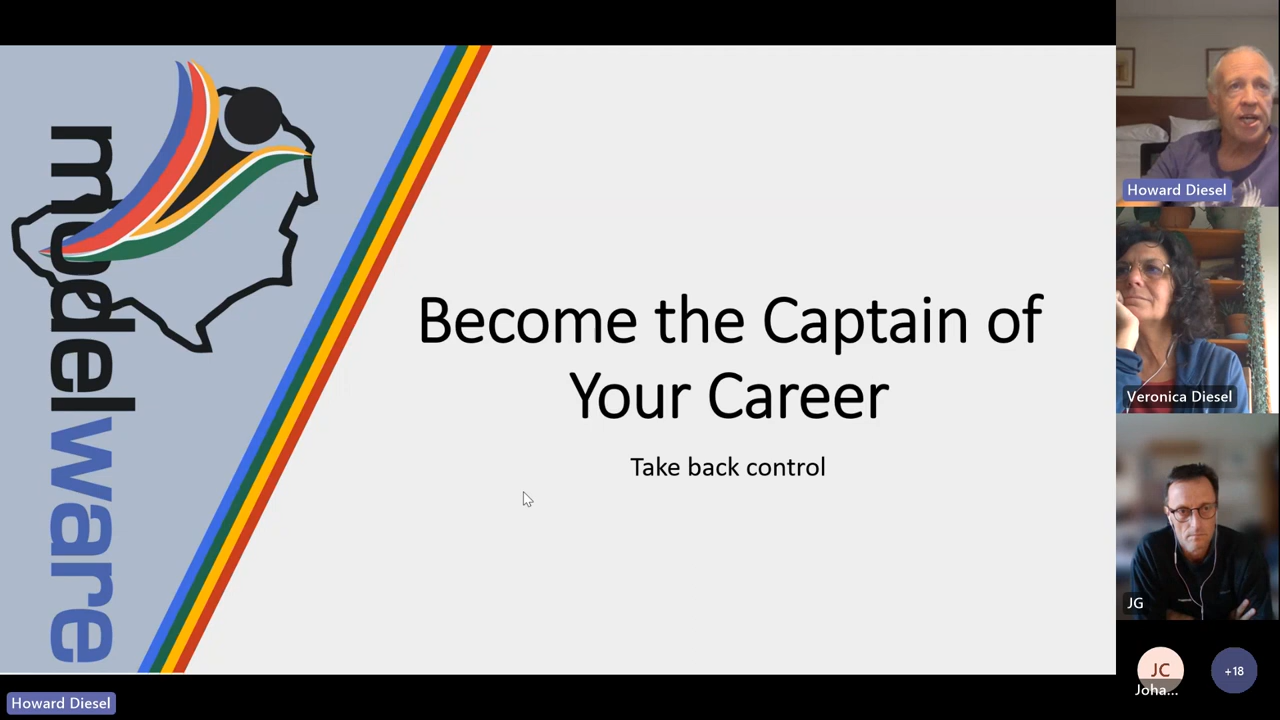 modelware
Become the Captain of
Your Career
Take back control
Howard Diesel
Veronica Diesel
JG
JC
Joha...
+18
Howard Diesel